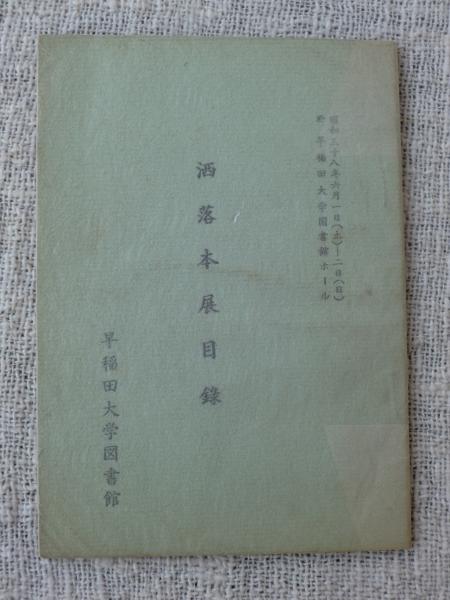 昭和三十八年六月一日(土)—二日(日)
於 早稲田大学図書館ホール
洒落本展目錄
早稲田大学図書館